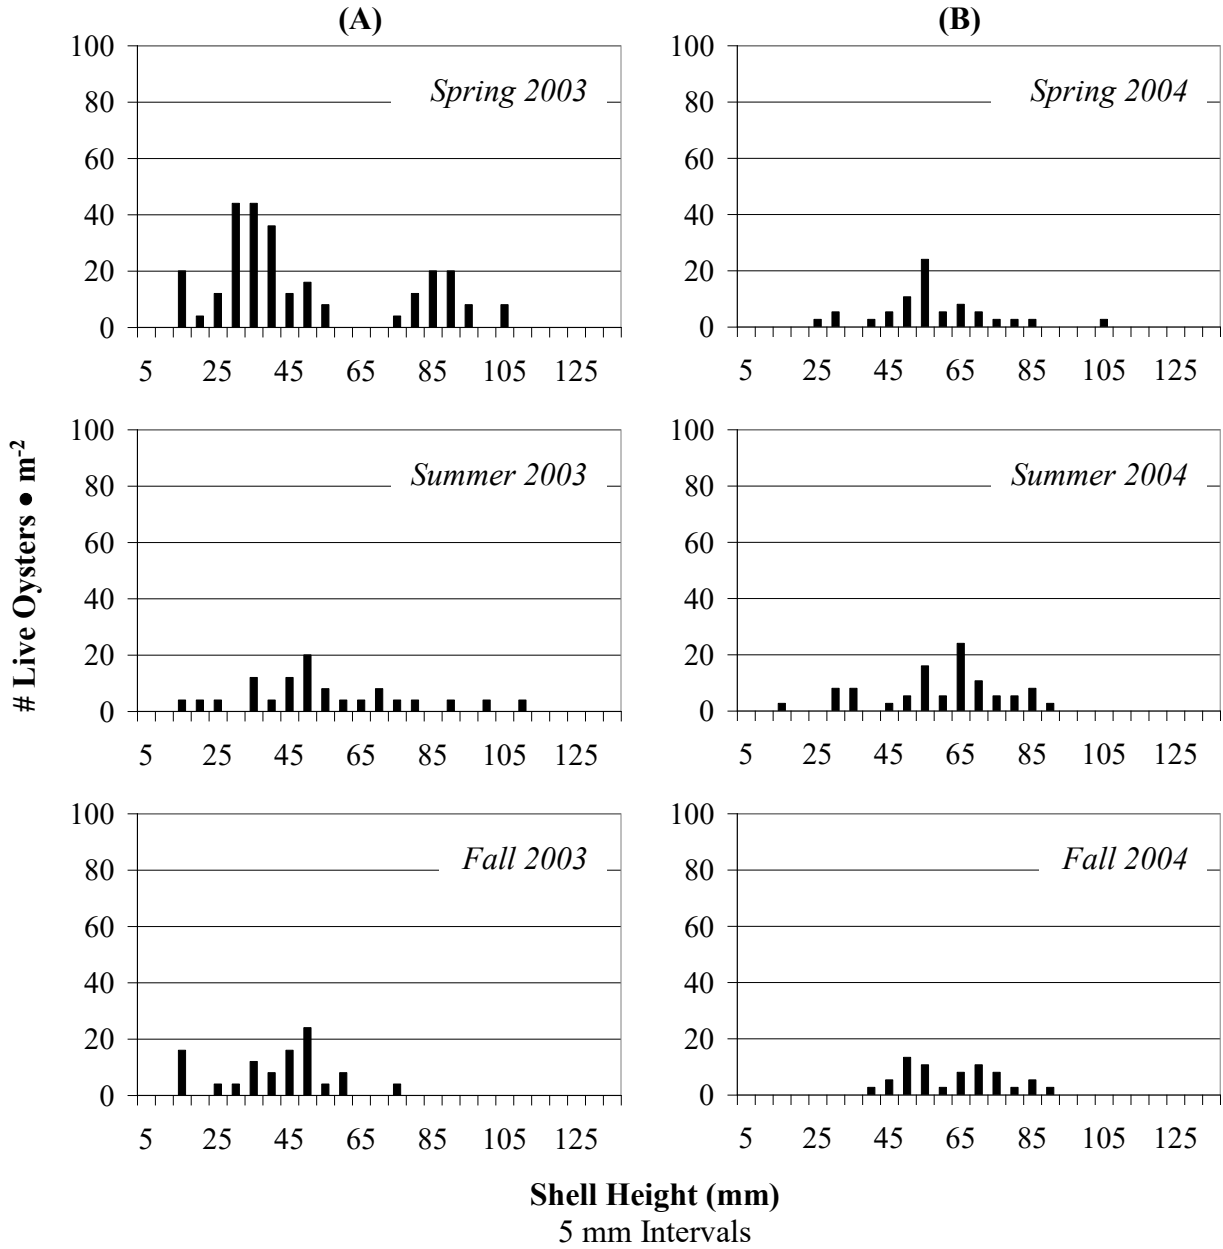 (A)
(B)
100
80
60
40
20
0
Spring 2003
5 25 45 65 85 105 125
100
80
60
40
20
0
Spring 2004
5 25 45 65 85 105 125
# Live Oysters ● m-2
100
80
60
40
20
0
Summer 2003
5 25 45 65 85 105 125
100
80
60
40
20
0
Summer 2004
5 25 45 65 85 105 125
100
80
60
40
20
0
Fall 2003
5 25 45 65 85 105 125
100
80
60
40
20
0
Fall 2004
5 25 45 65 85 105 125
Shell Height (mm)
5 mm Intervals